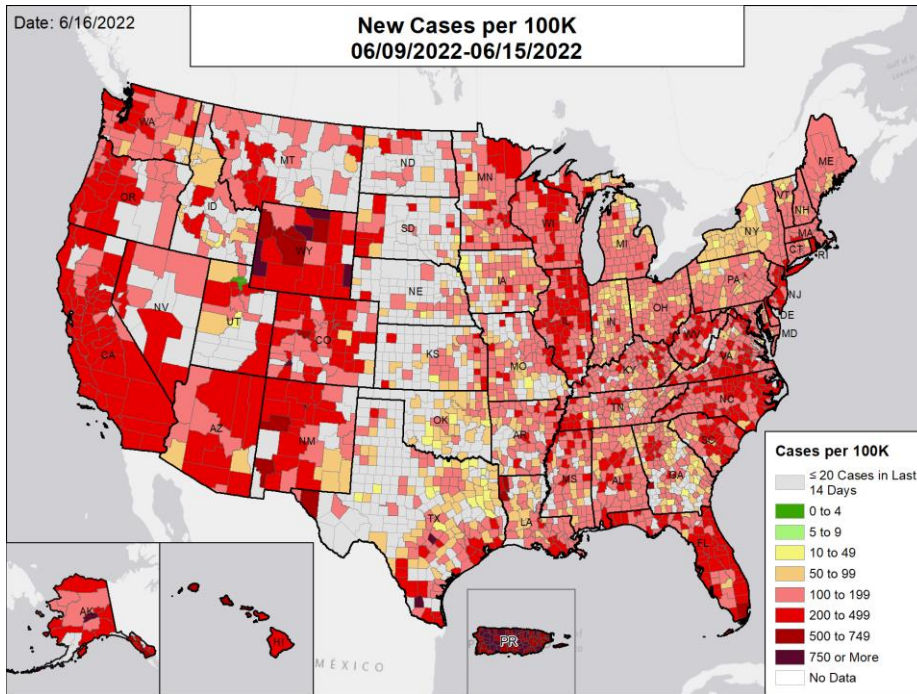 Date: 6/16/2022
New Cases per 100K
06/09/2022-06/15/2022
WA
MT
ND
MN
ME
OR
ID
WY
SD
WI
MI
VT
NH
NY
MA
CT
RI
NV
UT
NE
IA
PA
NJ
CA
CO
KS
MO
IL
IN
OH
WV
VA
DE
MD
KY
AZ
NM
OK
AR
TN
NC
SC
TX
LA
MS
AL
GA
FL
AK
HI
PR
MÉXICO
Cases per 100K
≤ 20 Cases in Last
14 Days
0 to 4
5 to 9
10 to 49
50 to 99
100 to 199
200 to 499
500 to 749
750 or More
No Data